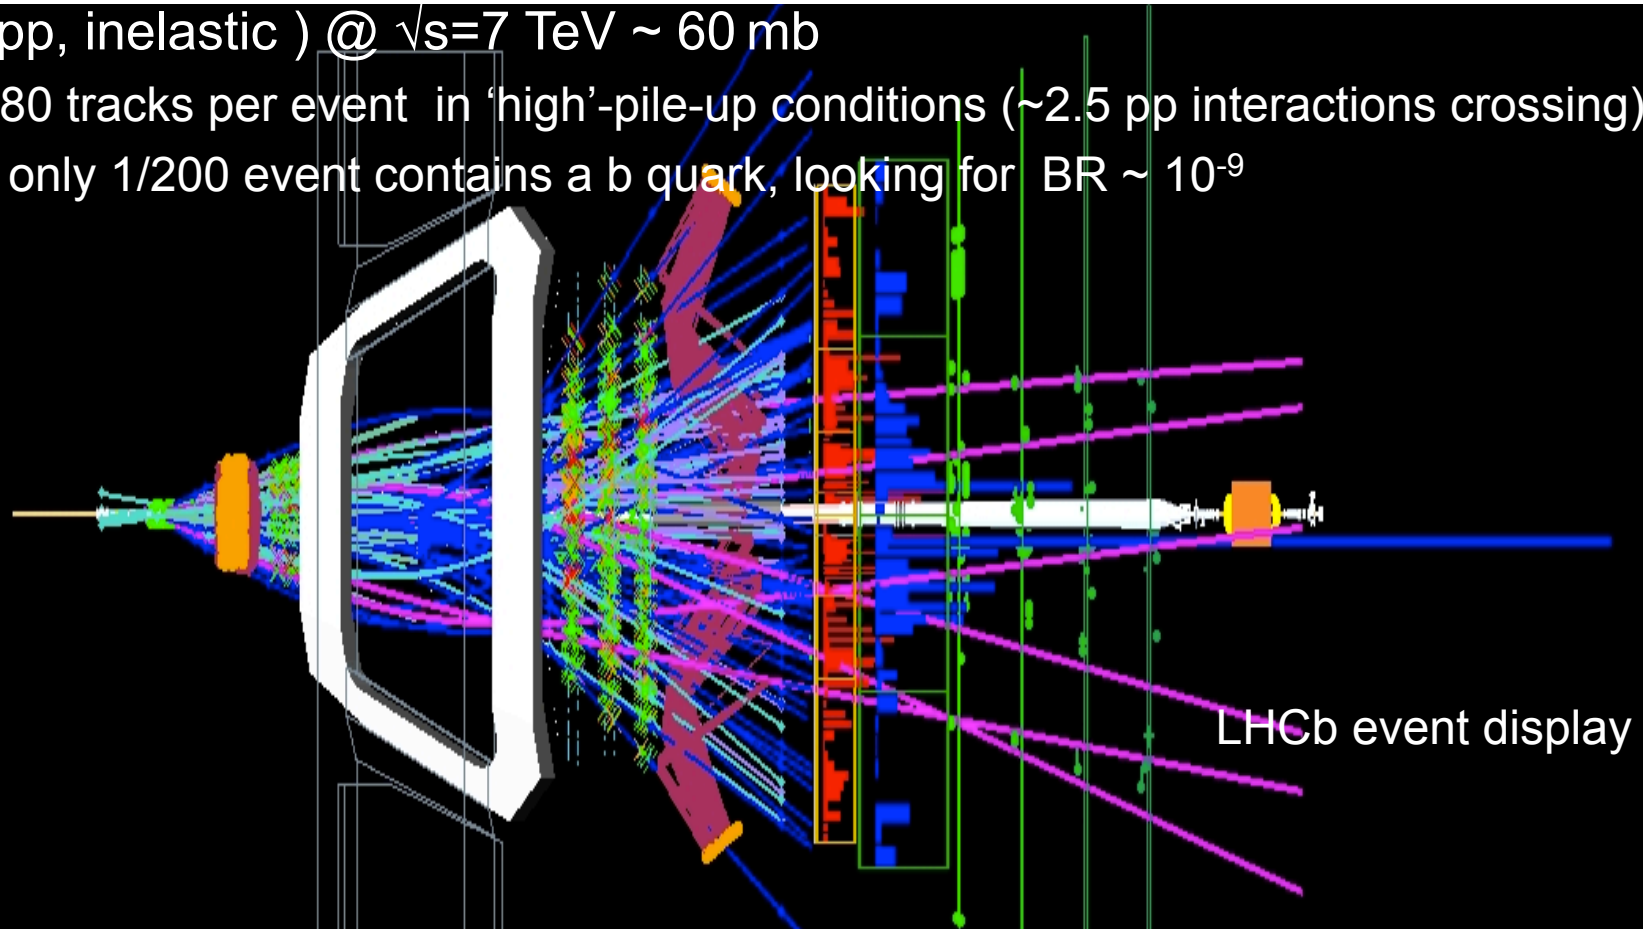 pp, inelastic ) @ √s=7 TeV ~ 60 mb
80 tracks per event in ‘high’-pile-up conditions (~2.5 pp interactions crossing)
only 1/200 event contains a b quark, looking for BR ~ 10⁻⁹
LHCb event display